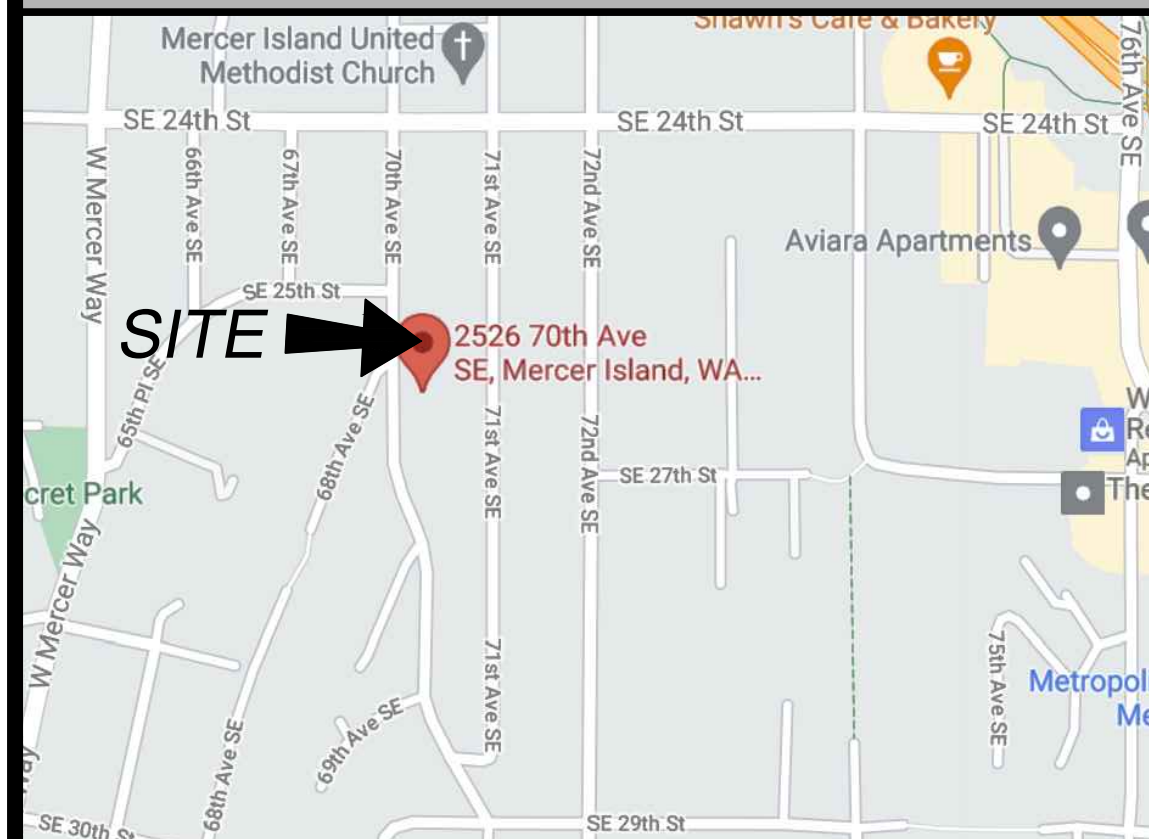 Shawn's Cafe & Bakery
Mercer Island United
Methodist Church
76th Ave SE
SE 24th St
SE 24th St
SE 24th St
W Mercer Way
66th Ave SE
67th Ave SE
70th Ave SE
71st Ave SE
72nd Ave SE
Aviara Apartments
SE 25th St
SITE
2526 70th Ave
SE, Mercer Island, WA...
65th Pl SE
68th Ave SE
71st Ave SE
72nd Ave SE
W
Re
Ap
SE 27th St
The
cret Park
W Mercer Way
71st Ave SE
75th Ave SE
Metropol
Me
69th Ave SE
68th Ave SE
Way
SE 30th St
SE 29th St